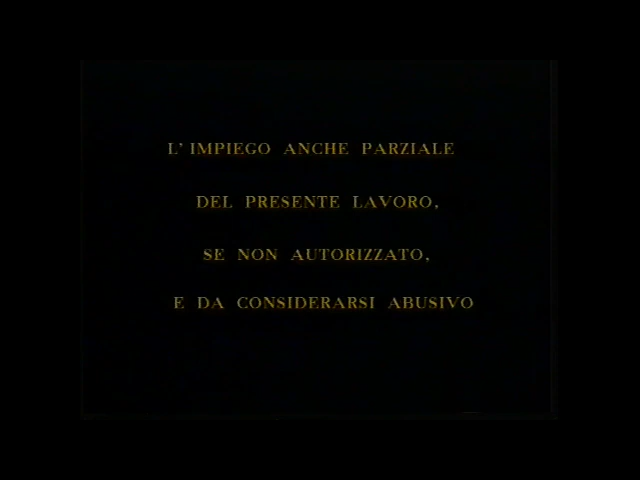 L'IMPIEGO ANCHE PARZIALE
DEL PRESENTE LAVORO,
SE NON AUTORIZZATO,
E DA CONSIDERARSI ABUSIVO